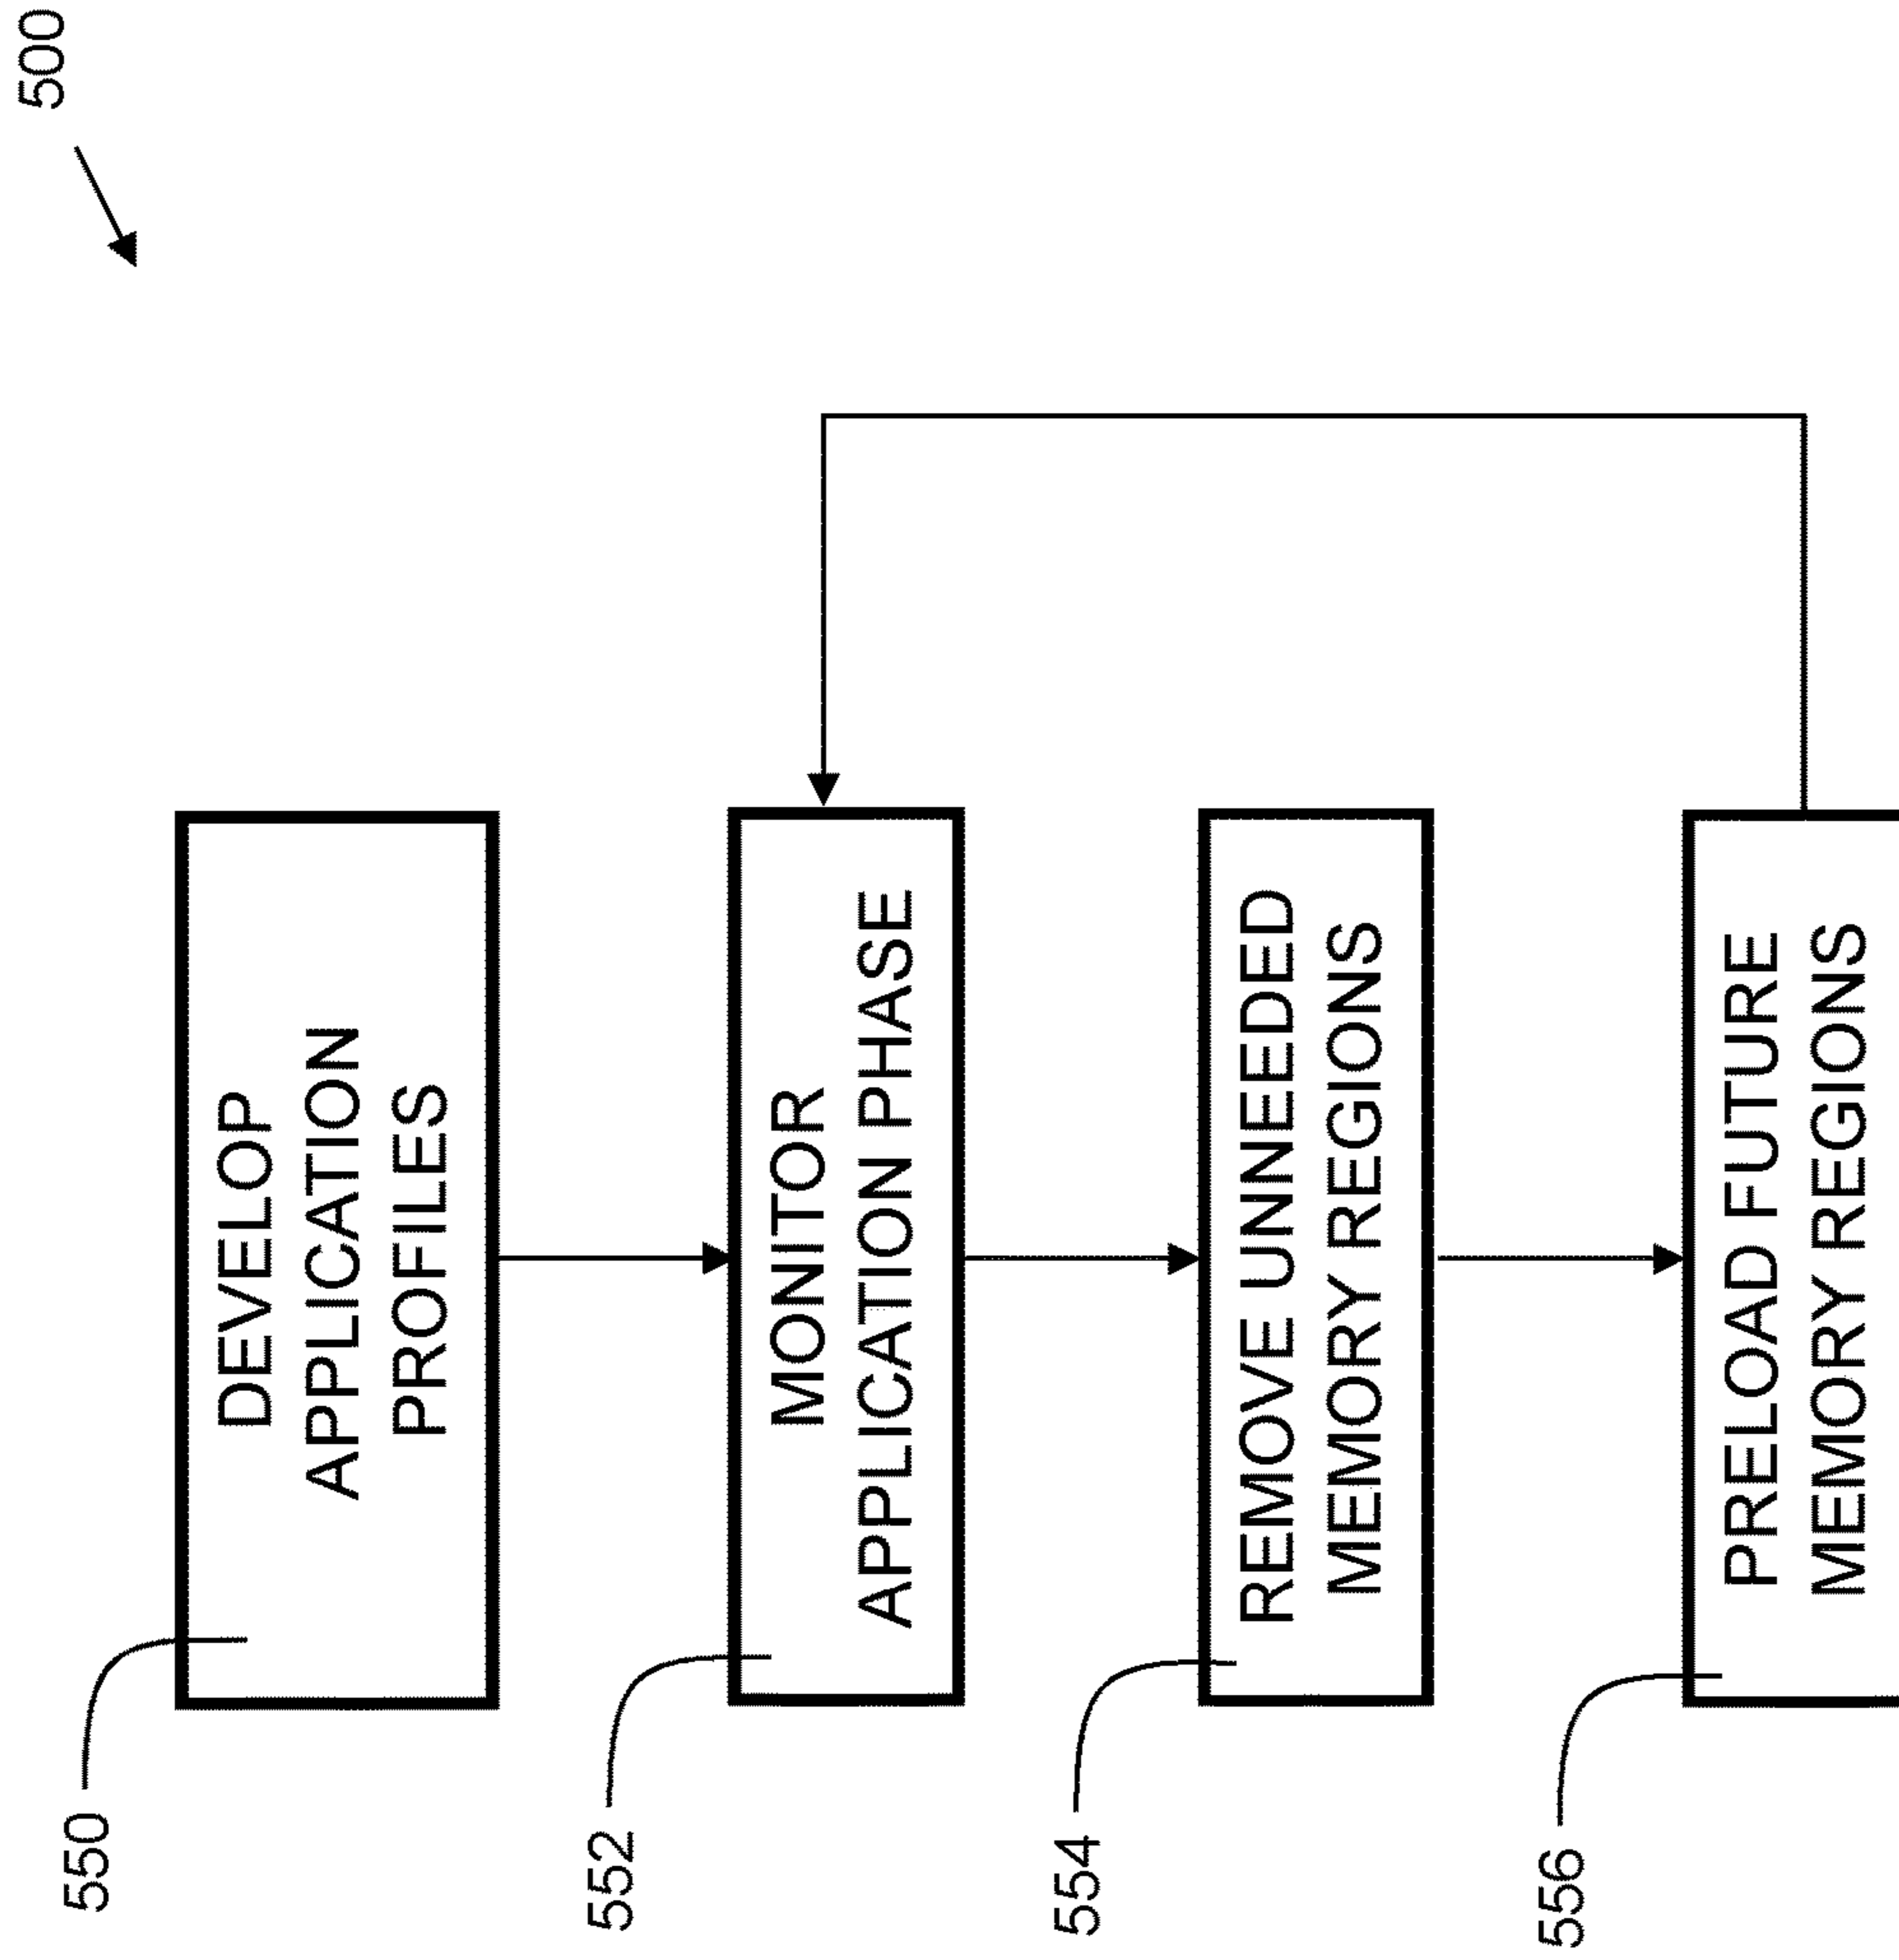 500
550
DEVELOP
APPLICATION
PROFILES
552
MONITOR
APPLICATION PHASE
554
REMOVE UNNEEDED
MEMORY REGIONS
556
PRELOAD FUTURE
MEMORY REGIONS